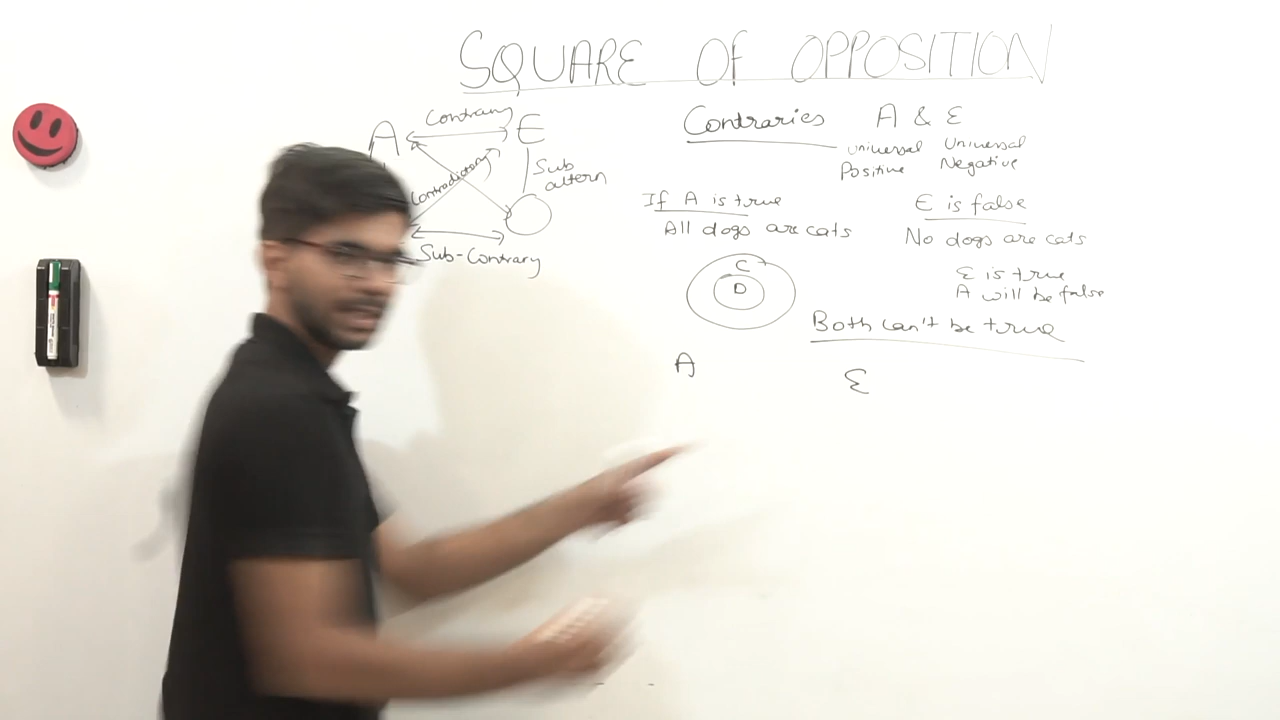 SQUARE OF OPPOSITION
Contrary
A
E
Contradictory
Sub
altern
O
Sub-Contrary
Contraries A & E
universal Universal
Positive Negative
If A is true E is false
All dogs are cats No dogs are cats
C
D
E is true
A will be false
Both can't be true
A E